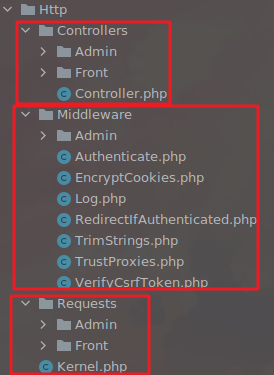 Http
Controllers
Admin
Front
Controller.php
Middleware
Admin
Authenticate.php
EncryptCookies.php
Log.php
RedirectIfAuthenticated.php
TrimStrings.php
TrustProxies.php
VerifyCsrfToken.php
Requests
Admin
Front
Kernel.php